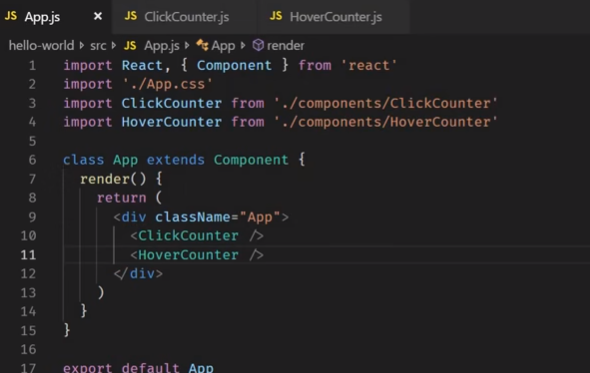 JS App.js × JS ClickCounter.js JS HoverCounter.js
hello-world > src > JS App.js > App > render
1 import React, { Component } from 'react'
2 import './App.css'
3 import ClickCounter from './components/ClickCounter'
4 import HoverCounter from './components/HoverCounter'
5
6 class App extends Component {
7 render() {
8 return (
9 <div className="App">
10 <ClickCounter />
11 <HoverCounter />
12 </div>
13 )
14 }
15 }
16
17 export default App